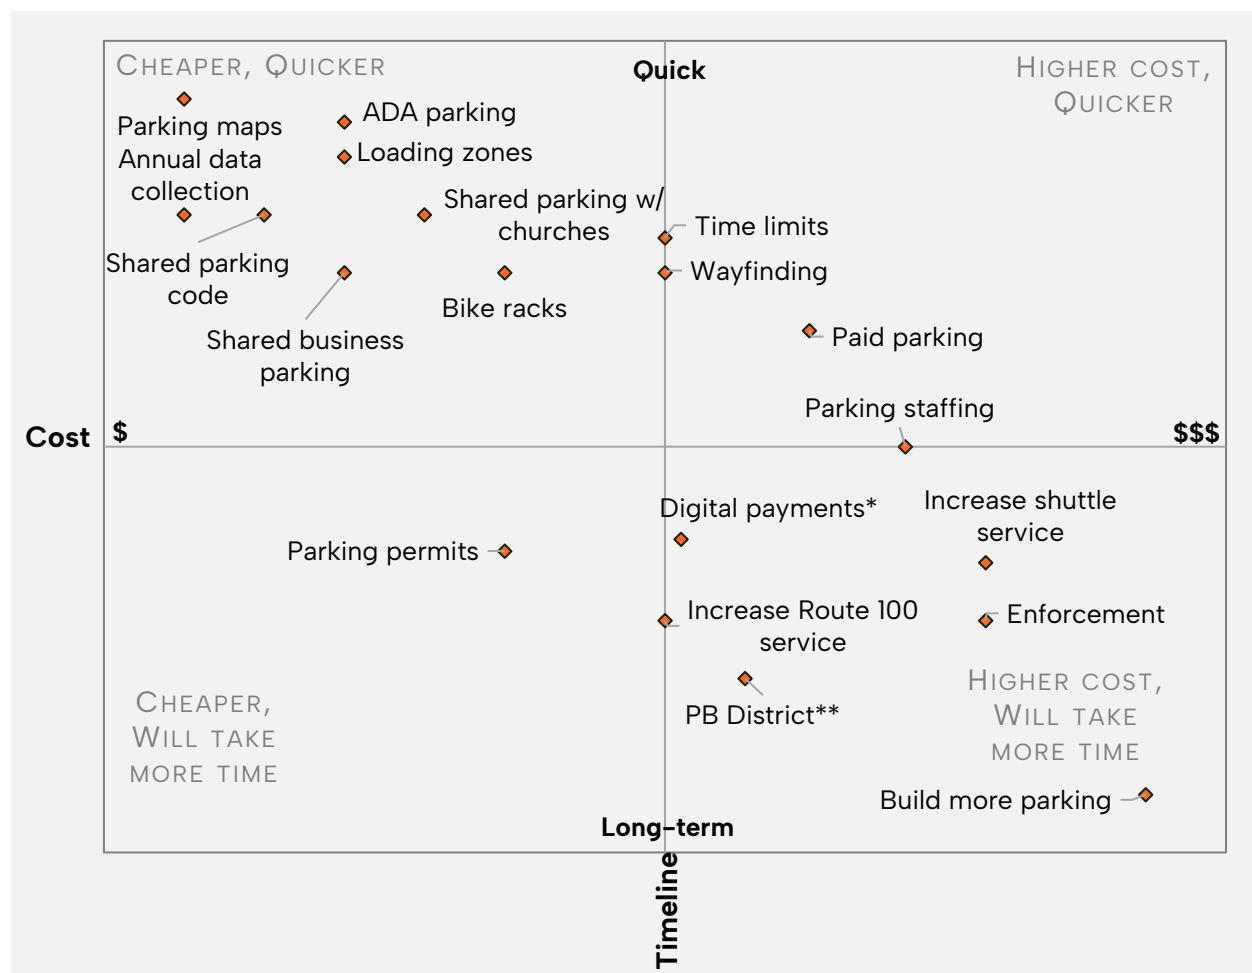 CHEAPER, QUICKER
Quick
HIGHER COST,
QUICKER
Parking maps
ADA parking
Annual data
collection
Loading zones
Shared parking w/
churches
Time limits
Shared parking
code
Wayfinding
Bike racks
Shared business
parking
Paid parking
Parking staffing
Cost
$
$$$
Digital payments*
Increase shuttle
service
Parking permits
Increase Route 100
service
Enforcement
PB District**
CHEAPER,
WILL TAKE
MORE TIME
HIGHER COST,
WILL TAKE
MORE TIME
Build more parking
Long-term
Timeline